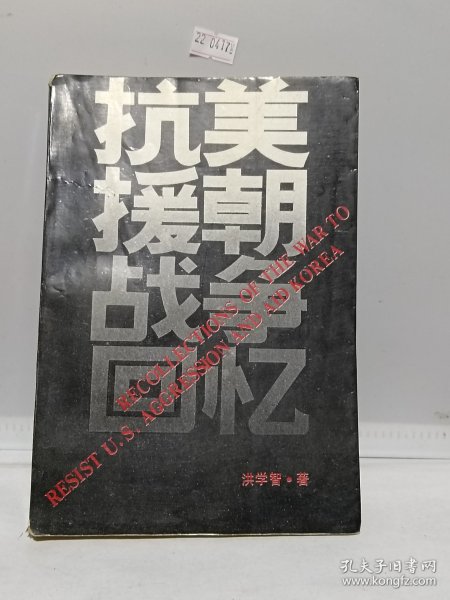 22 04178
抗美
援朝
战争
回忆
RECOLLECTIONS OF THE WAR TO
RESIST U.S. AGGRESSION AND AID KOREA
洪学智·著
孔夫子旧书网
www.kongfz.com